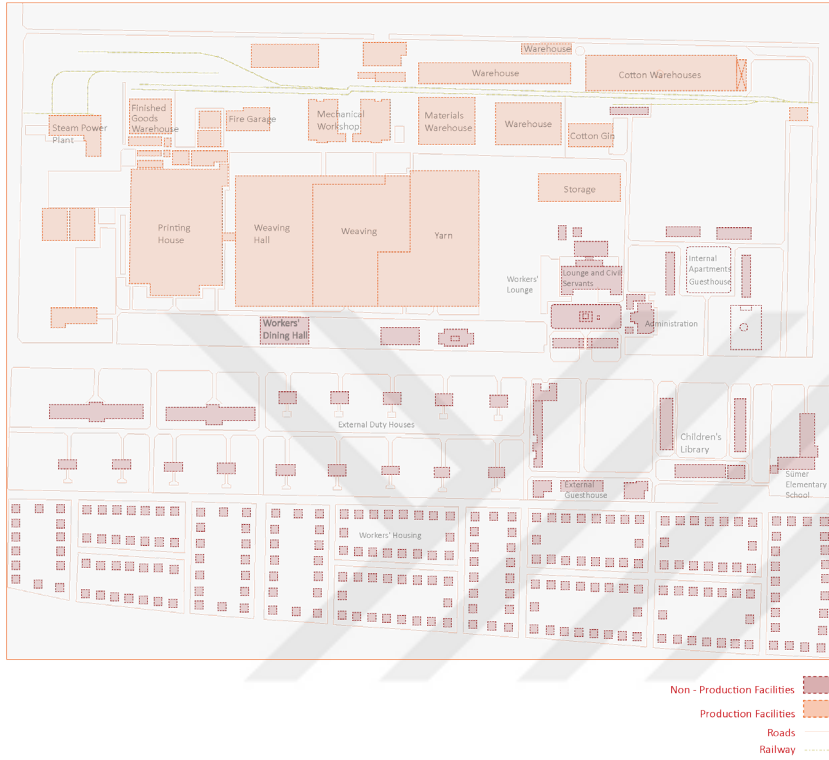 Warehouse
Warehouse
Cotton Warehouses
Finished
Goods
Warehouse
Steam Power
Plant
Fire Garage
Mechanical
Workshop
Materials
Warehouse
Warehouse
Cotton Gin
Storage
Printing
House
Weaving
Hall
Weaving
Yarn
Workers'
Lounge
Lounge and Civil
Servants
Internal
Apartments
Guesthouse
Administration
Workers'
Dining Hall
External Duty Houses
Children's
Library
Sümer
Elementary
School
External
Guesthouse
Workers' Housing
Non - Production Facilities
Production Facilities
Roads
Railway